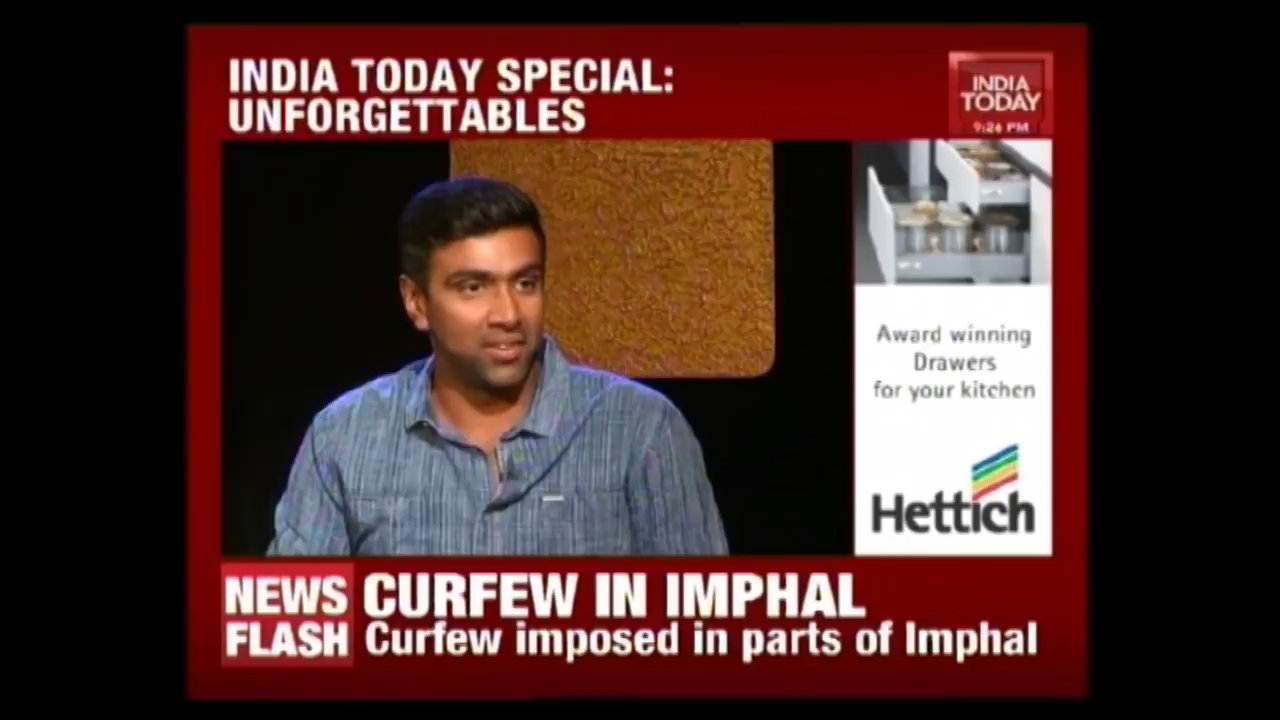 INDIA TODAY SPECIAL:
UNFORGETTABLES
INDIA
TODAY
9:26 PM
Award winning
Drawers
for your kitchen
Hettich
NEWS
FLASH
CURFEW IN IMPHAL
Curfew imposed in parts of Imphal